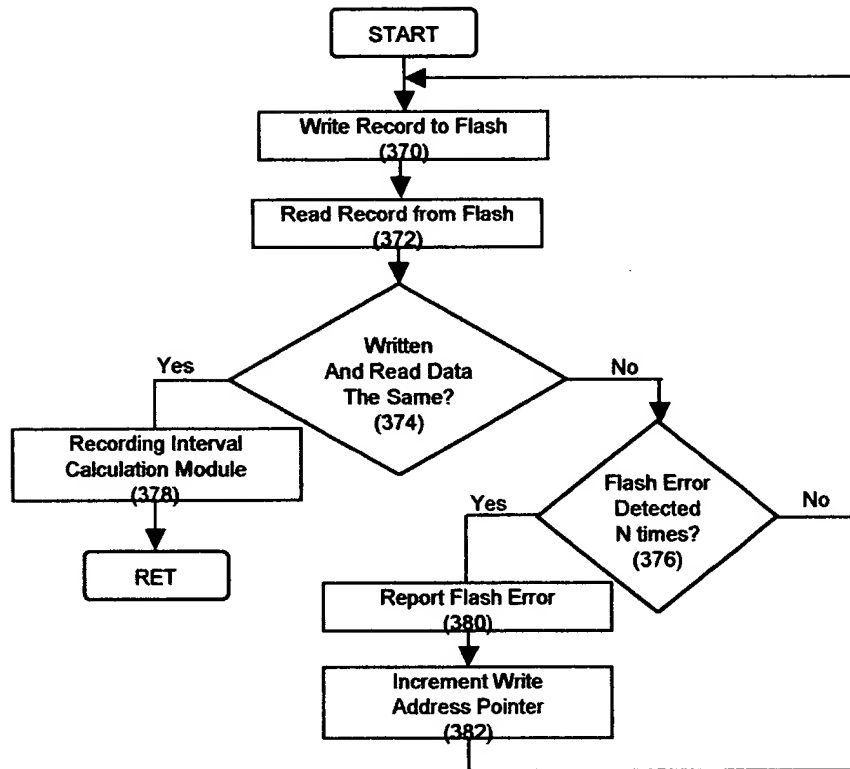 START
Write Record to Flash
(370)
Read Record from Flash
(372)
Written
And Read Data
The Same?
(374)
Yes
No
Recording Interval
Calculation Module
(378)
RET
Flash Error
Detected
N times?
(376)
Yes
No
Report Flash Error
(380)
Increment Write
Address Pointer
(382)